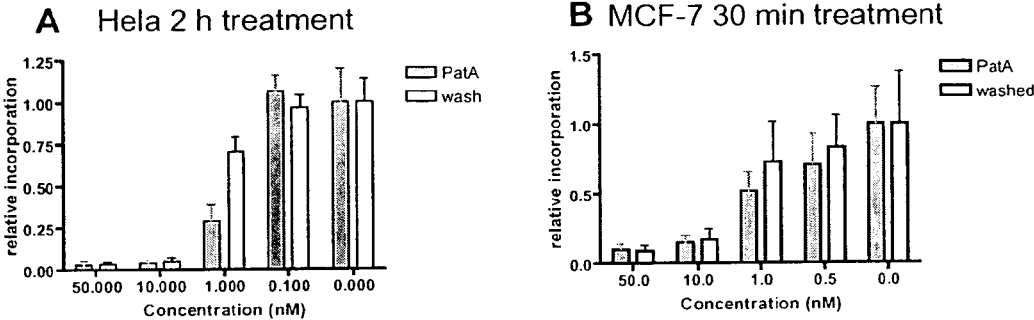 A Hela 2 h treatment
relative incorporation
1.25
1.00
0.75
0.50
0.25
0.00
50.000 10.000 1.000 0.100 0.000
Concentration (nM)
PatA
wash
B MCF-7 30 min treatment
relative incorporation
1.5
1.0
0.5
0.0
50.0 10.0 1.0 0.5 0.0
Concentration (nM)
PatA
washed